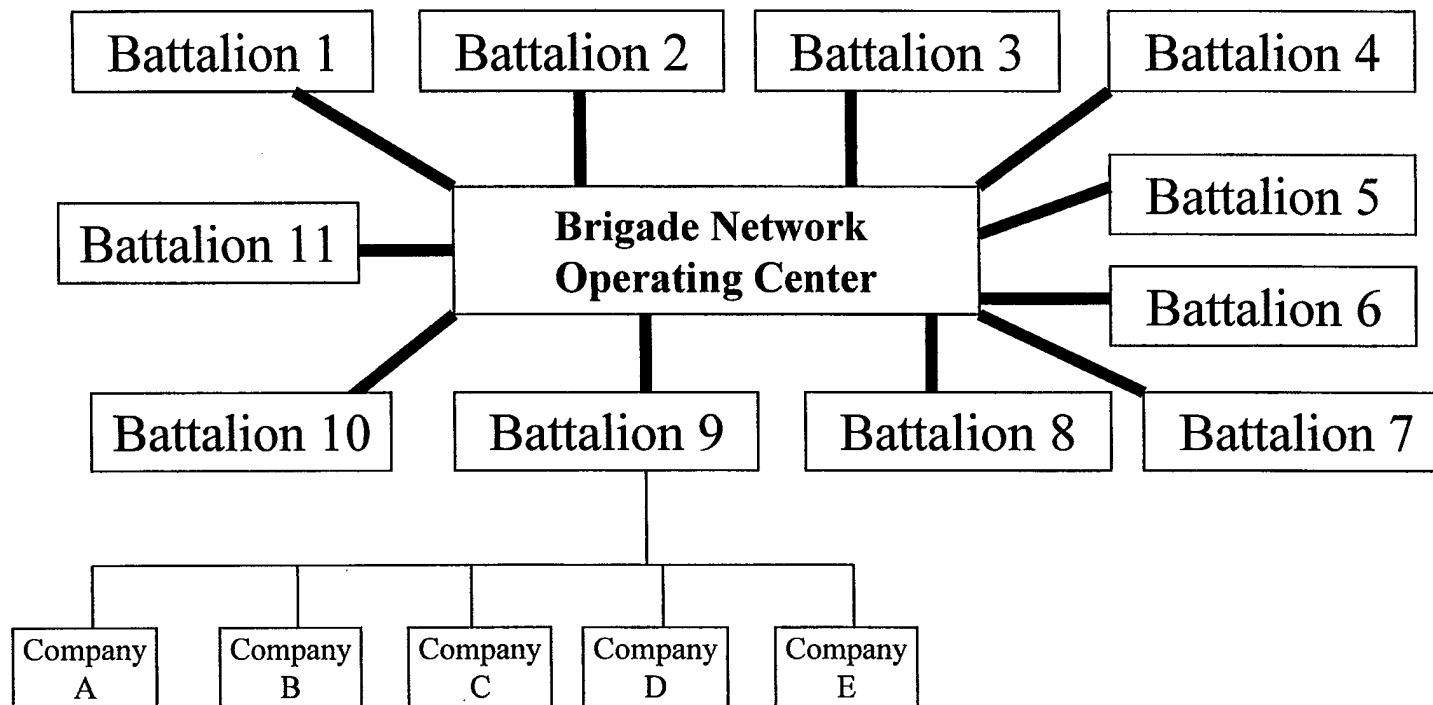 Battalion 1
Battalion 2
Battalion 3
Battalion 4
Battalion 5
Battalion 11
Brigade Network
Operating Center
Battalion 6
Battalion 10
Battalion 9
Battalion 8
Battalion 7
Company
A
Company
B
Company
C
Company
D
Company
E